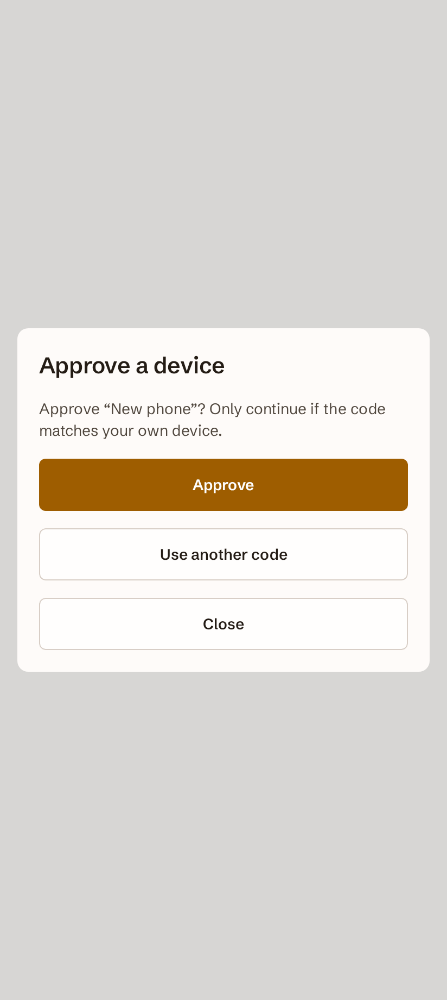 Approve a device
Approve “New phone”? Only continue if the code
matches your own device.
Approve
Use another code
Close